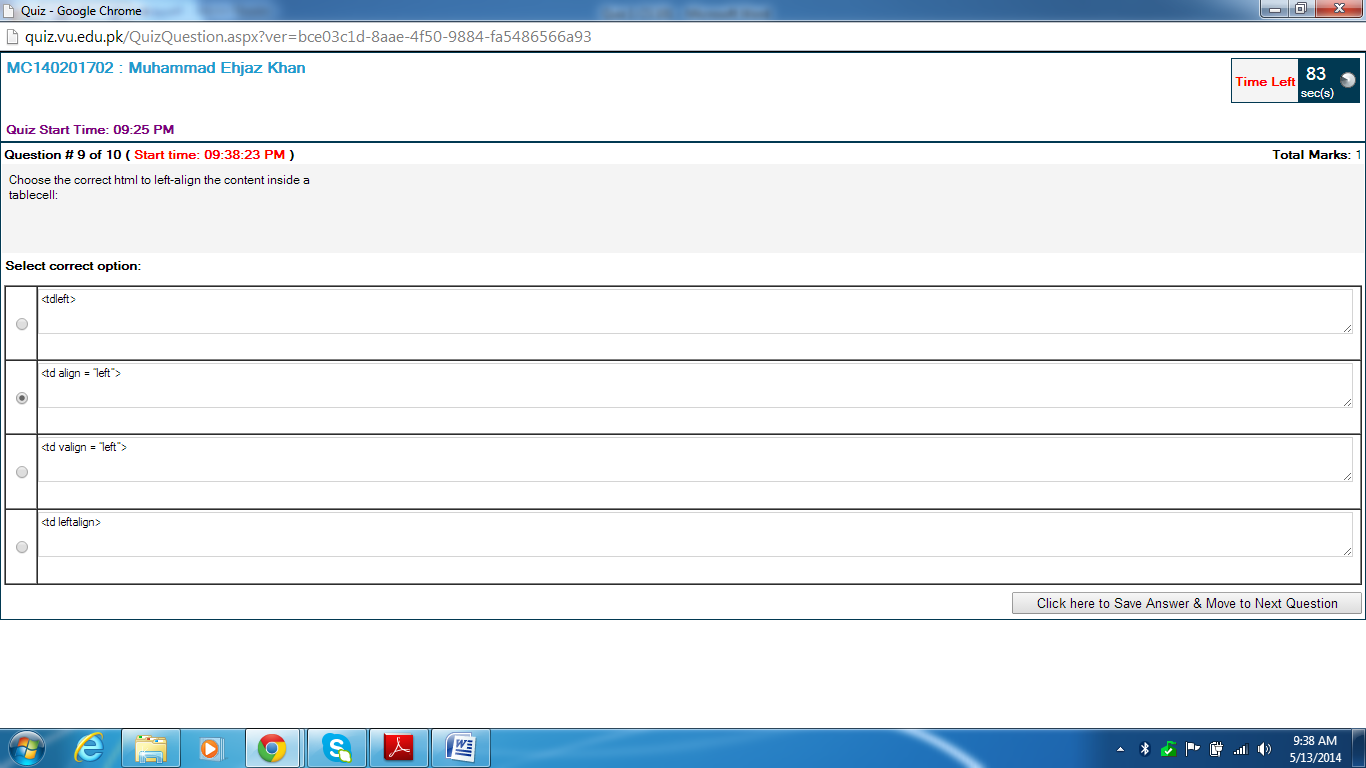 Quiz - Google Chrome
quiz.vu.edu.pk/QuizQuestion.aspx?ver=bce03c1d-8aae-4f50-9884-fa5486566a93
MC140201702 : Muhammad Ehjaz Khan
Time Left 83
sec(s)
Quiz Start Time: 09:25 PM
Question # 9 of 10 ( Start time: 09:38:23 PM )
Total Marks: 1
Choose the correct html to left-align the content inside a
tablecell:
Select correct option:
<tdleft>
<td align = "left">
<td valign = "left">
<td leftalign>
Click here to Save Answer & Move to Next Question
9:38 AM
5/13/2014